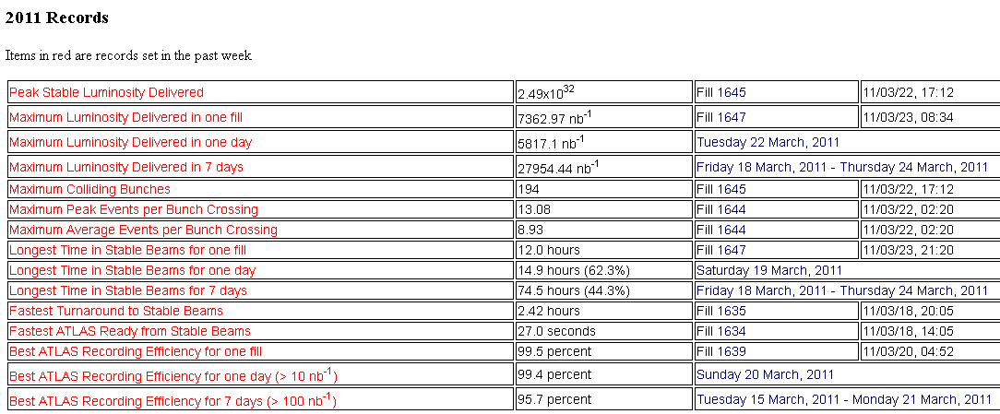 2011 Records
Items in red are records set in the past week
Peak Stable Luminosity Delivered 2.49x10^32 Fill 1645 11/03/22, 17:12
Maximum Luminosity Delivered in one fill 7362.97 nb^-1 Fill 1647 11/03/23, 08:34
Maximum Luminosity Delivered in one day 5817.1 nb^-1 Tuesday 22 March, 2011
Maximum Luminosity Delivered in 7 days 27954.44 nb^-1 Friday 18 March, 2011 - Thursday 24 March, 2011
Maximum Colliding Bunches 194 Fill 1645 11/03/22, 17:12
Maximum Peak Events per Bunch Crossing 13.08 Fill 1644 11/03/22, 02:20
Maximum Average Events per Bunch Crossing 8.93 Fill 1644 11/03/22, 02:20
Longest Time in Stable Beams for one fill 12.0 hours Fill 1647 11/03/23, 21:20
Longest Time in Stable Beams for one day 14.9 hours (62.3%) Saturday 19 March, 2011
Longest Time in Stable Beams for 7 days 74.5 hours (44.3%) Friday 18 March, 2011 - Thursday 24 March, 2011
Fastest Turnaround to Stable Beams 2.42 hours Fill 1635 11/03/18, 20:05
Fastest ATLAS Ready from Stable Beams 27.0 seconds Fill 1634 11/03/18, 14:05
Best ATLAS Recording Efficiency for one fill 99.5 percent Fill 1639 11/03/20, 04:52
Best ATLAS Recording Efficiency for one day (> 10 nb^-1) 99.4 percent Sunday 20 March, 2011
Best ATLAS Recording Efficiency for 7 days (> 100 nb^-1) 95.7 percent Tuesday 15 March, 2011 - Monday 21 March, 2011